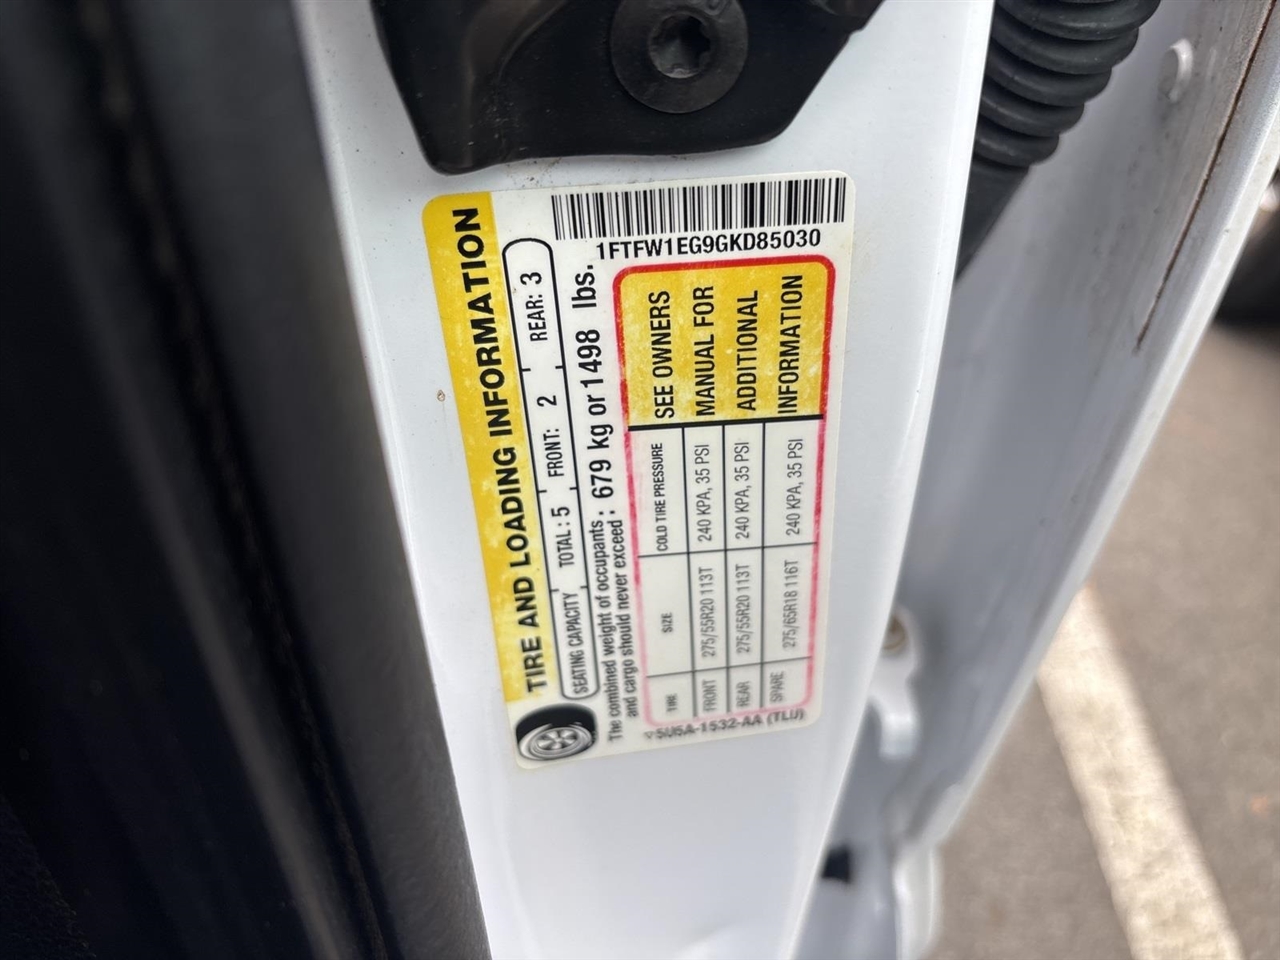 1FTFW1EG9GKD85030
TIRE AND LOADING INFORMATION
SEATING CAPACITY TOTAL: 5 FRONT: 2 REAR: 3
The combined weight of occupants : 679 kg or 1498 lbs.
and cargo should never exceed :
TIRE SIZE COLD TIRE PRESSURE
FRONT 275/55R20 113T 240 KPA, 35 PSI
REAR 275/55R20 113T 240 KPA, 35 PSI
SPARE 275/65R18 116T 240 KPA, 35 PSI
SEE OWNERS
MANUAL FOR
ADDITIONAL
INFORMATION
5U5A-1532-AA (TLU)